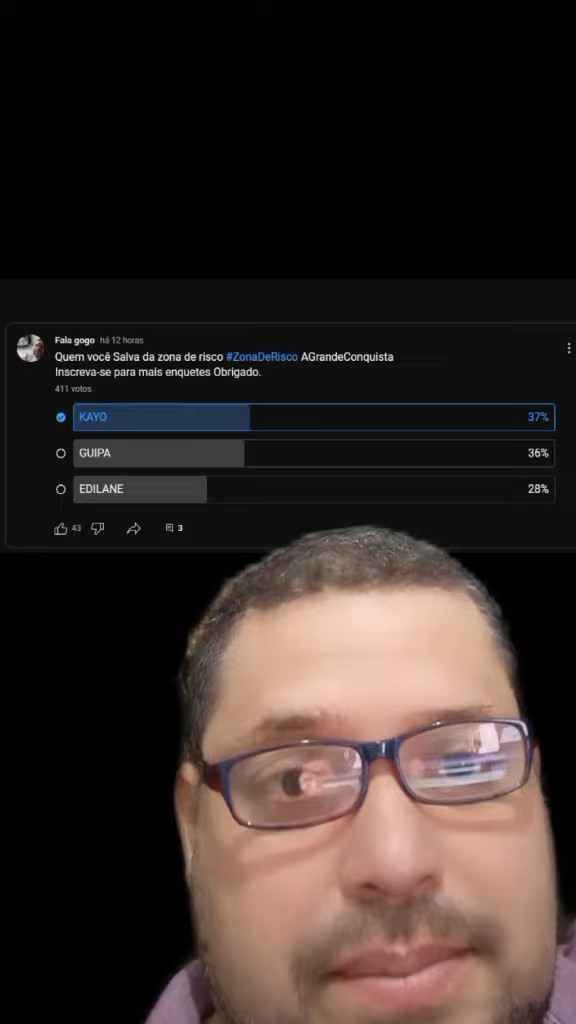 Fala gogo há 12 horas
Quem você Salva da zona de risco #ZonaDeRisco AGrandeConquista
Inscreva-se para mais enquetes Obrigado.
411 votos
KAYO 37%
GUIPA 36%
EDILANE 28%
43 3